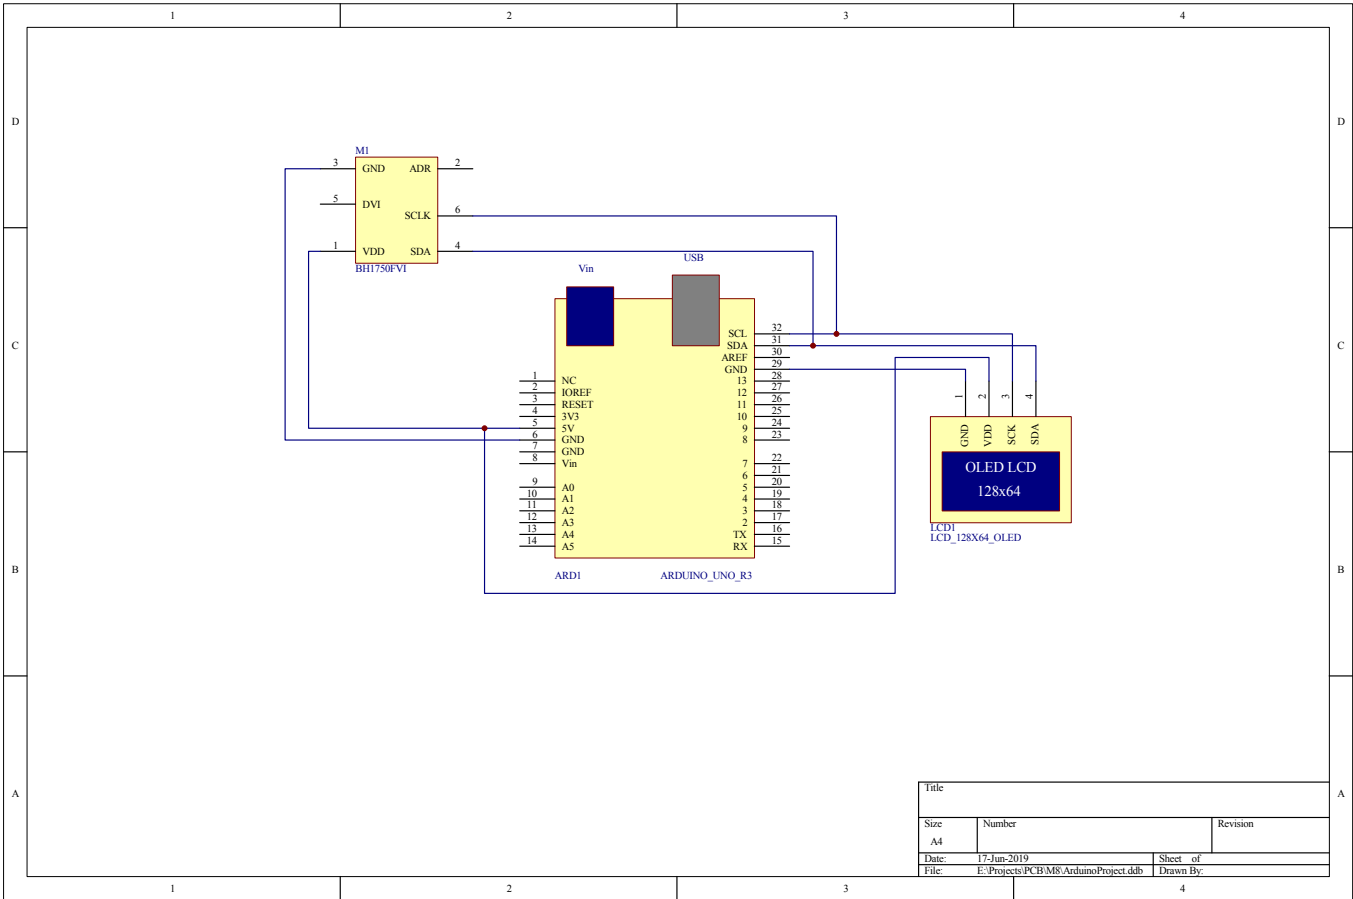 1 2 3 4
D D
M1
3 GND ADR 2
5 DVI
SCLK 6
1 VDD SDA 4
BH1750FVI
USB
Vin
C C
SCL 32
SDA 31
AREF 30
GND 29
13 28
12 27
11 26
10 25
9 24
8 23
7 22
6 21
5 20
4 19
3 18
2 17
TX 16
RX 15
1 NC
2 IOREF
3 RESET
4 3V3
5 5V
6 GND
7 GND
8 Vin
9 A0
10 A1
11 A2
12 A3
13 A4
14 A5
ARD1 ARDUINO_UNO_R3
1 2 3 4
GND VDD SCK SDA
OLED LCD
128x64
LCD1
LCD_128X64_OLED
B B
A A
Title
Size Number Revision
A4
Date: 17-Jun-2019 Sheet of
File: E:\Projects\PCB\M8\ArduinoProject.ddb Drawn By:
1 2 3 4